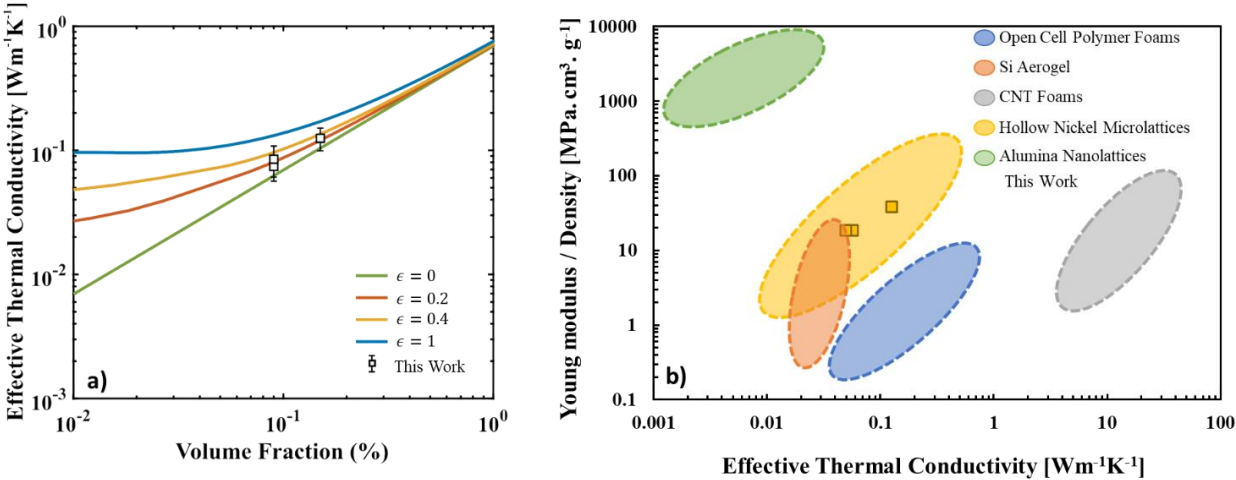 Effective Thermal Conductivity [Wm⁻¹K⁻¹]
10⁰
10⁻¹
10⁻²
10⁻³
10⁻²
10⁻¹
10⁰
Volume Fraction (%)
ϵ = 0
ϵ = 0.2
ϵ = 0.4
ϵ = 1
This Work
a)
Young modulus / Density [MPa. cm³. g⁻¹]
10000
1000
100
10
1
0.1
0.001
0.01
0.1
1
10
100
Effective Thermal Conductivity [Wm⁻¹K⁻¹]
Open Cell Polymer Foams
Si Aerogel
CNT Foams
Hollow Nickel Microlattices
Alumina Nanolattices
This Work
b)